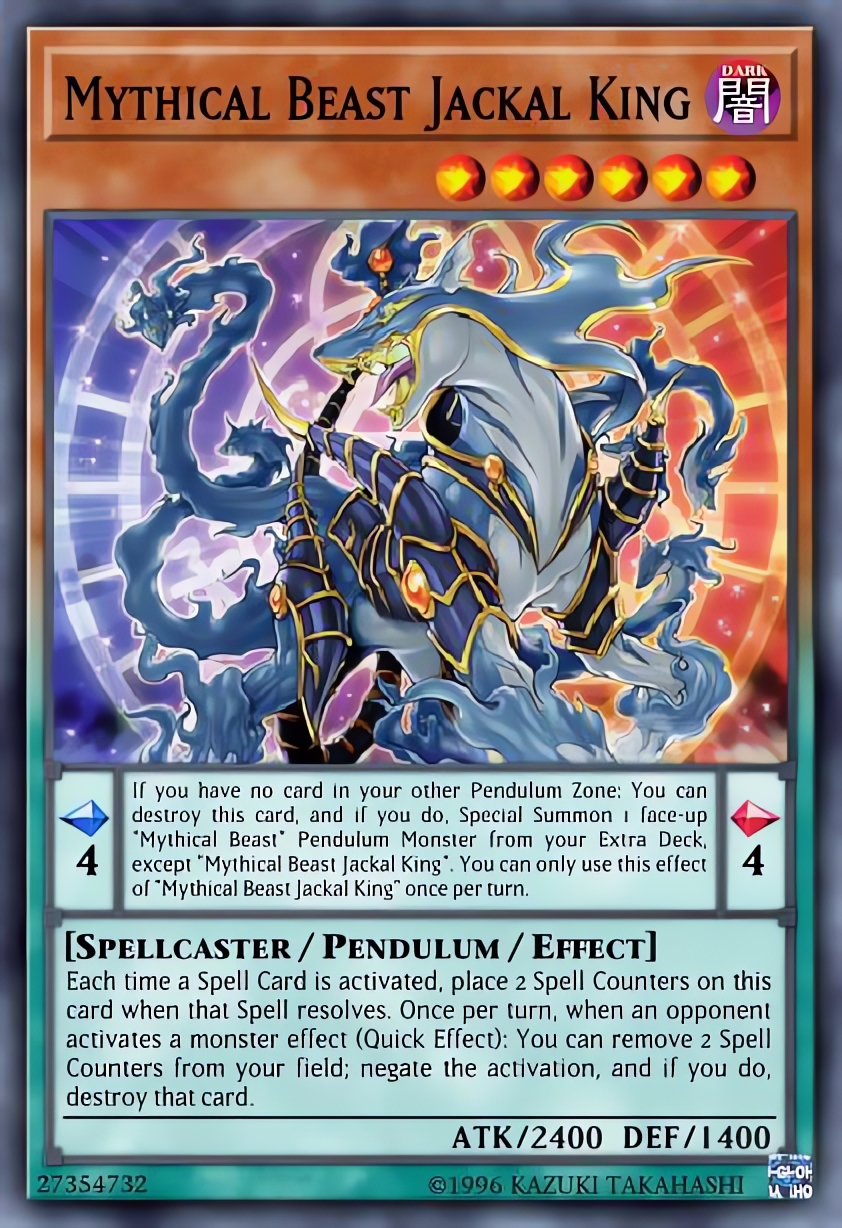 Mythical Beast Jackal King
DARK
闇
If you have no card in your other Pendulum Zone: You can
destroy this card, and if you do, Special Summon 1 face-up
"Mythical Beast" Pendulum Monster from your Extra Deck,
except "Mythical Beast Jackal King". You can only use this effect
of "Mythical Beast Jackal King" once per turn.
4
4
[Spellcaster / Pendulum / Effect]
Each time a Spell Card is activated, place 2 Spell Counters on this
card when that Spell resolves. Once per turn, when an opponent
activates a monster effect (Quick Effect): You can remove 2 Spell
Counters from your field; negate the activation, and if you do,
destroy that card.
ATK/2400 DEF/1400
27354732
©1996 KAZUKI TAKAHASHI